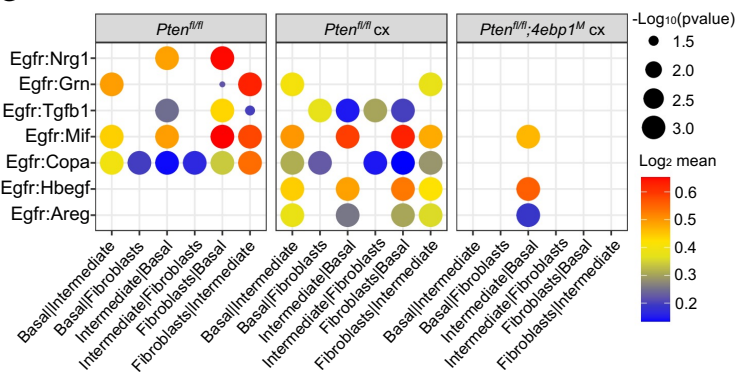 Pten^fl/fl
Pten^fl/fl cx
Pten^fl/fl;4ebp1^M cx
Egfr:Nrg1
Egfr:Grn
Egfr:Tgfb1
Egfr:Mif
Egfr:Copa
Egfr:Hbegf
Egfr:Areg
Basal|Intermediate
Basal|Fibroblasts
Intermediate|Basal
Intermediate|Fibroblasts
Fibroblasts|Basal
Fibroblasts|Intermediate
Basal|Intermediate
Basal|Fibroblasts
Intermediate|Basal
Intermediate|Fibroblasts
Fibroblasts|Basal
Fibroblasts|Intermediate
Basal|Intermediate
Basal|Fibroblasts
Intermediate|Basal
Intermediate|Fibroblasts
Fibroblasts|Basal
Fibroblasts|Intermediate
-Log₁₀(pvalue)
1.5
2.0
2.5
3.0
Log₂ mean
0.6
0.5
0.4
0.3
0.2